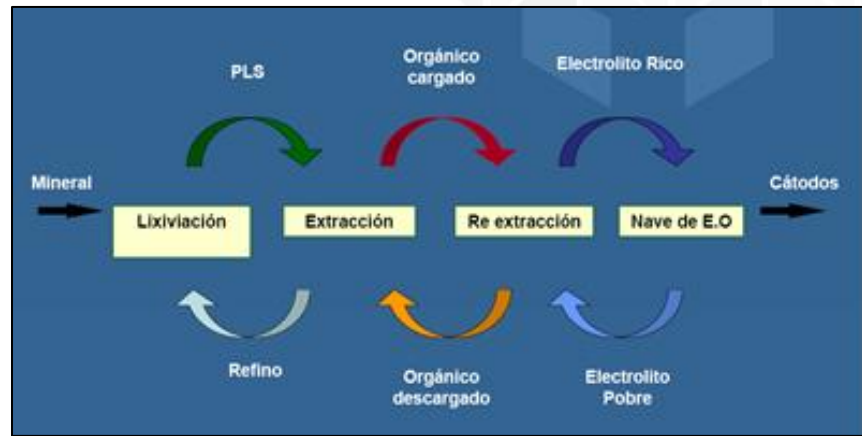 PLS
Orgánico
cargado
Electrolito Rico
Mineral
Cátodos
Lixiviación
Extracción
Re extracción
Nave de E.O
Refino
Orgánico
descargado
Electrolito
Pobre